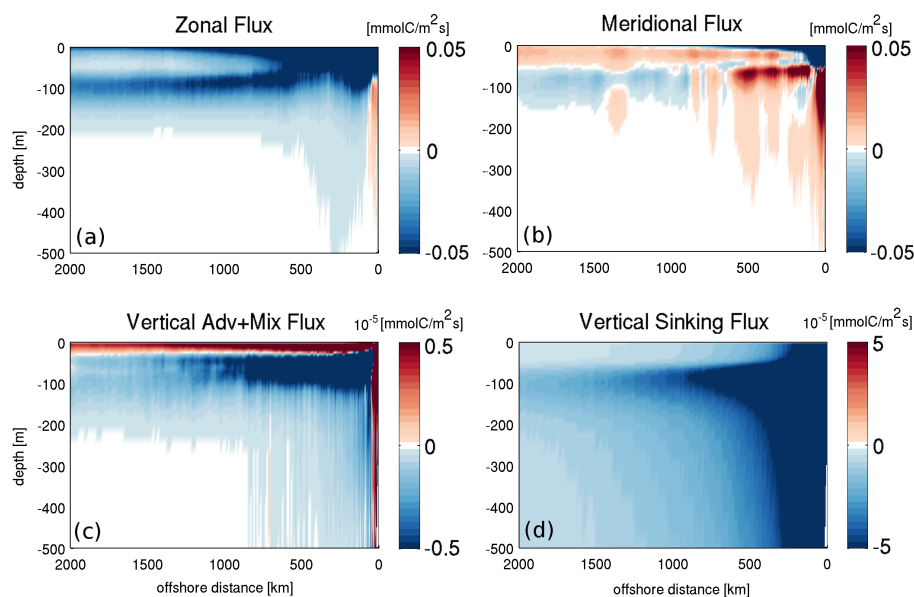 Zonal Flux
[mmolC/m²s]
Meridional Flux
[mmolC/m²s]
depth [m]
0
-100
-200
-300
-400
-500
(a)
2000 1500 1000 500 0
0.05
0
-0.05
0
-100
-200
-300
-400
-500
(b)
2000 1500 1000 500 0
0.05
0
-0.05
Vertical Adv+Mix Flux
10⁻⁵ [mmolC/m²s]
Vertical Sinking Flux
10⁻⁵ [mmolC/m²s]
depth [m]
0
-100
-200
-300
-400
-500
(c)
2000 1500 1000 500 0
offshore distance [km]
0.5
0
-0.5
0
-100
-200
-300
-400
-500
(d)
2000 1500 1000 500 0
offshore distance [km]
5
0
-5